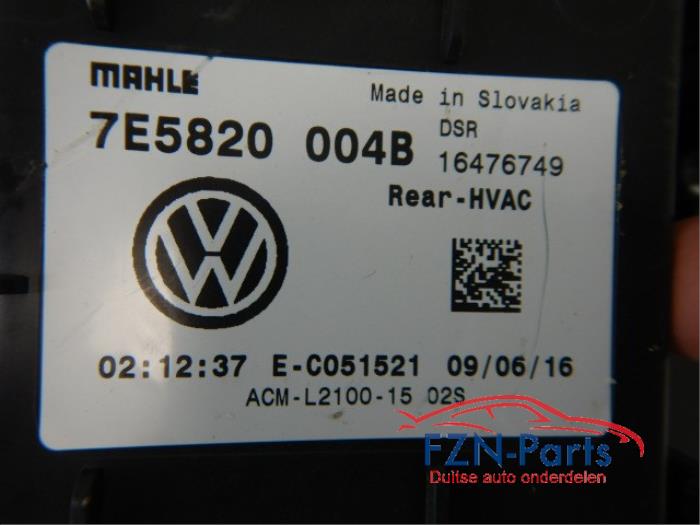 MAHLE
Made in Slovakia
7E5820 004B
DSR
16476749
Rear-HVAC
VW
02:12:37 E-C051521 09/06/16
ACM-L2100-15 02S
FZN-Parts
Duitse auto onderdelen